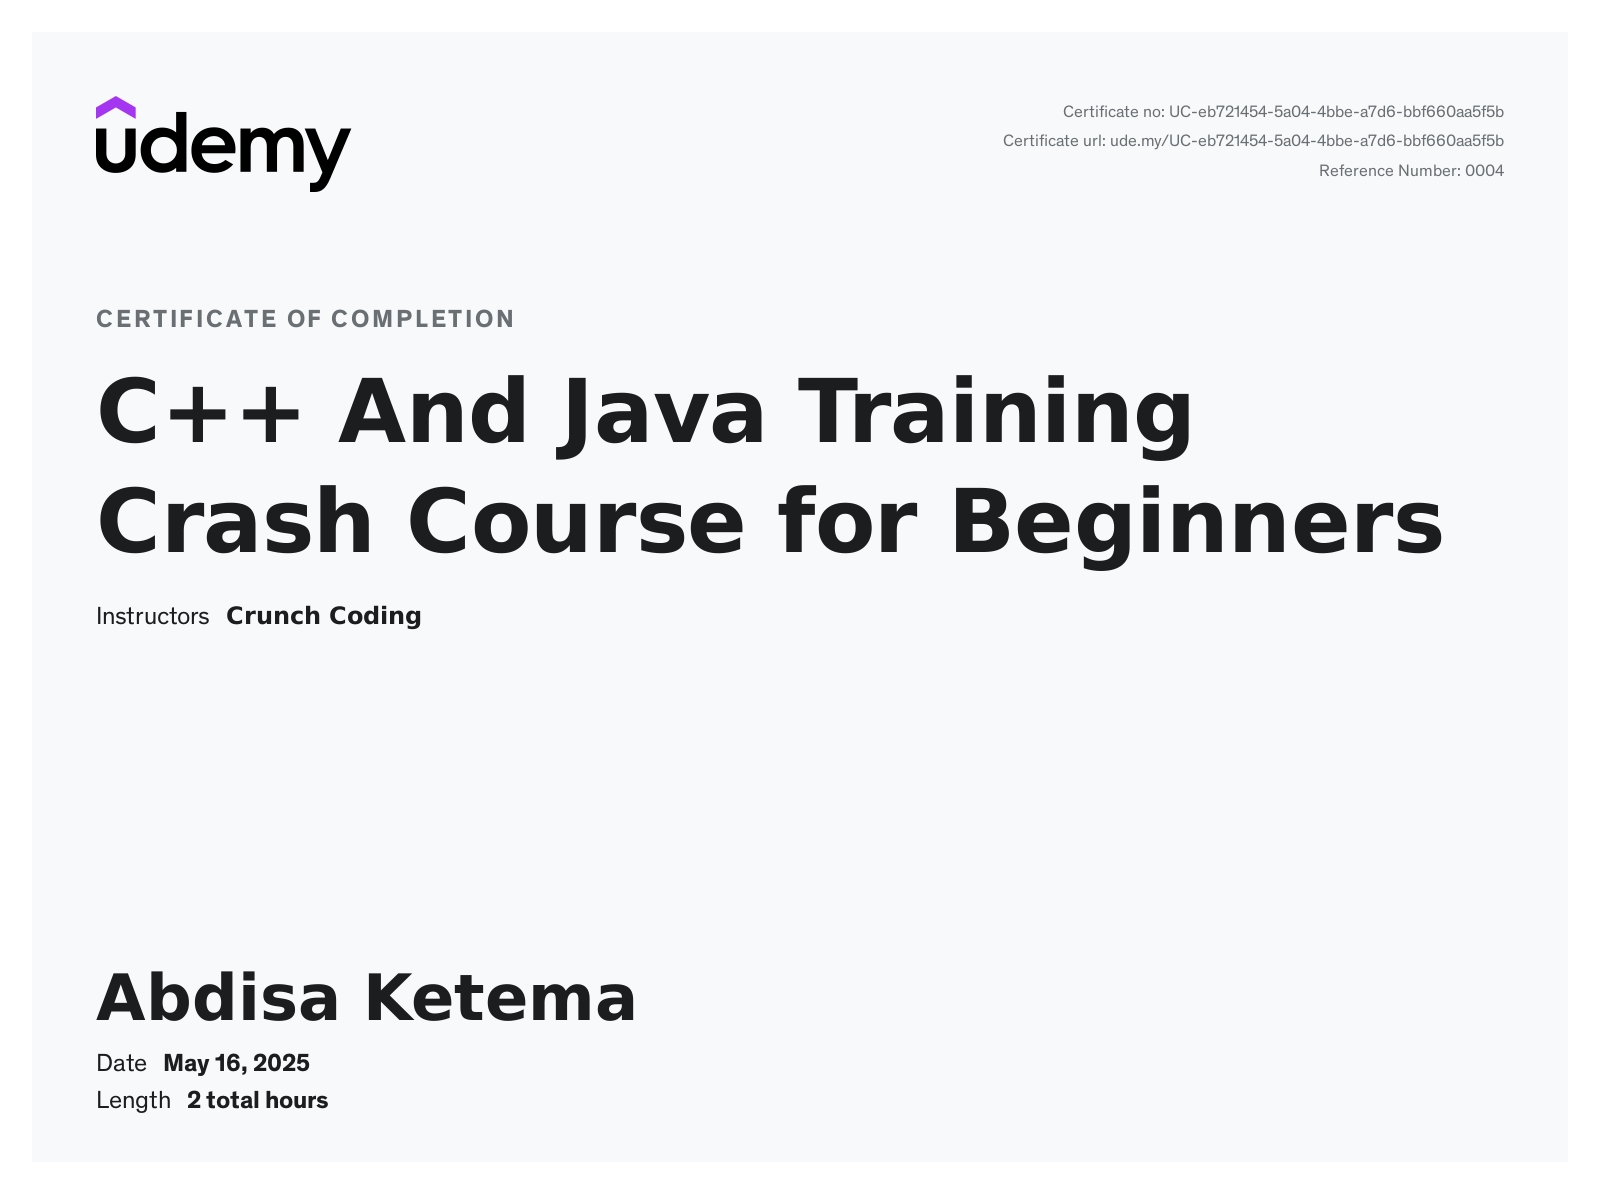 udemy
Certificate no: UC-eb721454-5a04-4bbe-a7d6-bbf660aa5f5b
Certificate url: ude.my/UC-eb721454-5a04-4bbe-a7d6-bbf660aa5f5b
Reference Number: 0004
CERTIFICATE OF COMPLETION
C++ And Java Training
Crash Course for Beginners
Instructors Crunch Coding
Abdisa Ketema
Date May 16, 2025
Length 2 total hours